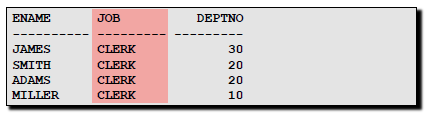 ENAME      JOB         DEPTNO
---------- --------- ---------
JAMES      CLERK            30
SMITH      CLERK            20
ADAMS      CLERK            20
MILLER     CLERK            10